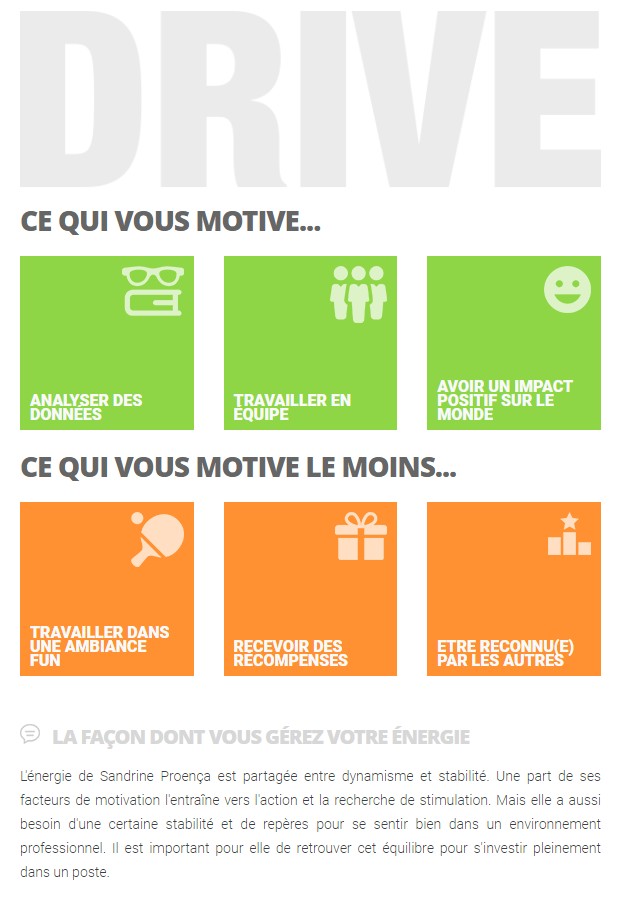 DRIVE
CE QUI VOUS MOTIVE...
ANALYSER DES
DONNÉES
TRAVAILLER EN
ÉQUIPE
AVOIR UN IMPACT
POSITIF SUR LE
MONDE
CE QUI VOUS MOTIVE LE MOINS...
TRAVAILLER DANS
UNE AMBIANCE
FUN
RECEVOIR DES
RÉCOMPENSES
ETRE RECONNU(E)
PAR LES AUTRES
LA FAÇON DONT VOUS GÉREZ VOTRE ÉNERGIE
L'énergie de Sandrine Proença est partagée entre dynamisme et stabilité. Une part de ses
facteurs de motivation l'entraîne vers l'action et la recherche de stimulation. Mais elle a aussi
besoin d'une certaine stabilité et de repères pour se sentir bien dans un environnement
professionnel. Il est important pour elle de retrouver cet équilibre pour s'investir pleinement
dans un poste.